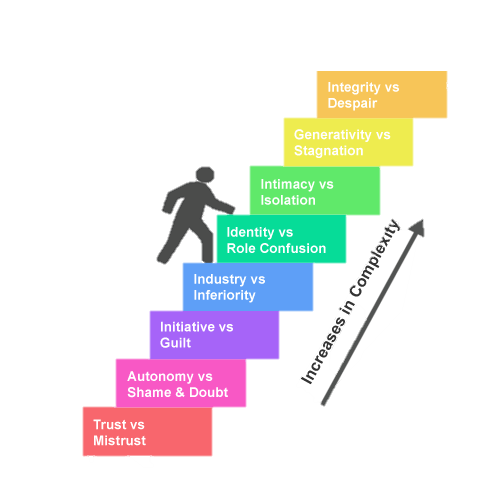 Integrity vs
Despair
Generativity vs
Stagnation
Intimacy vs
Isolation
Identity vs
Role Confusion
Industry vs
Inferiority
Initiative vs
Guilt
Autonomy vs
Shame & Doubt
Trust vs
Mistrust
Increases in Complexity